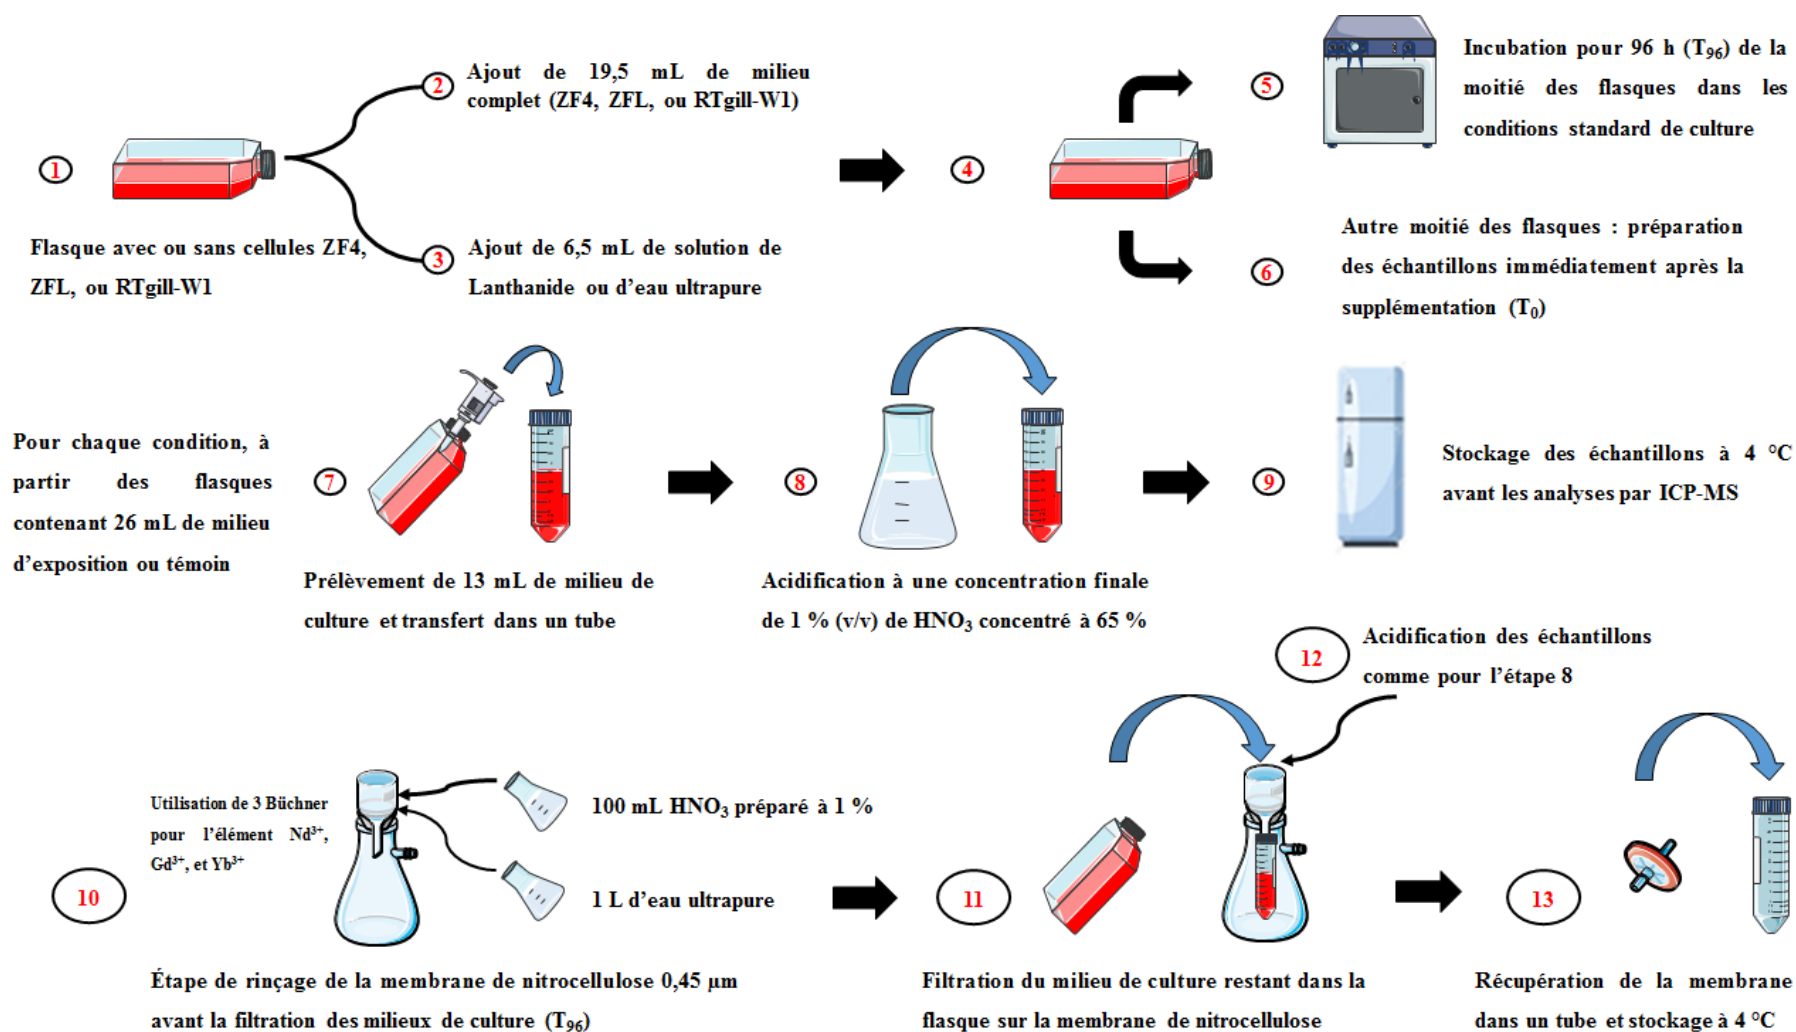 1
Flasque avec ou sans cellules ZF4,
ZFL, ou RTgill-W1
2
Ajout de 19,5 mL de milieu
complet (ZF4, ZFL, ou RTgill-W1)
3
Ajout de 6,5 mL de solution de
Lanthanide ou d’eau ultrapure
4
5
Incubation pour 96 h (T₉₆) de la
moitié des flasques dans les
conditions standard de culture
6
Autre moitié des flasques : préparation
des échantillons immédiatement après la
supplémentation (T₀)
Pour chaque condition, à
partir des flasques
contenant 26 mL de milieu
d’exposition ou témoin
7
Prélèvement de 13 mL de milieu de
culture et transfert dans un tube
8
Acidification à une concentration finale
de 1 % (v/v) de HNO₃ concentré à 65 %
9
Stockage des échantillons à 4 °C
avant les analyses par ICP-MS
10
Utilisation de 3 Büchner
pour l’élément Nd³⁺,
Gd³⁺, et Yb³⁺
100 mL HNO₃ préparé à 1 %
1 L d’eau ultrapure
Étape de rinçage de la membrane de nitrocellulose 0,45 µm
avant la filtration des milieux de culture (T₉₆)
11
Filtration du milieu de culture restant dans la
flasque sur la membrane de nitrocellulose
12
Acidification des échantillons
comme pour l’étape 8
13
Récupération de la membrane
dans un tube et stockage à 4 °C